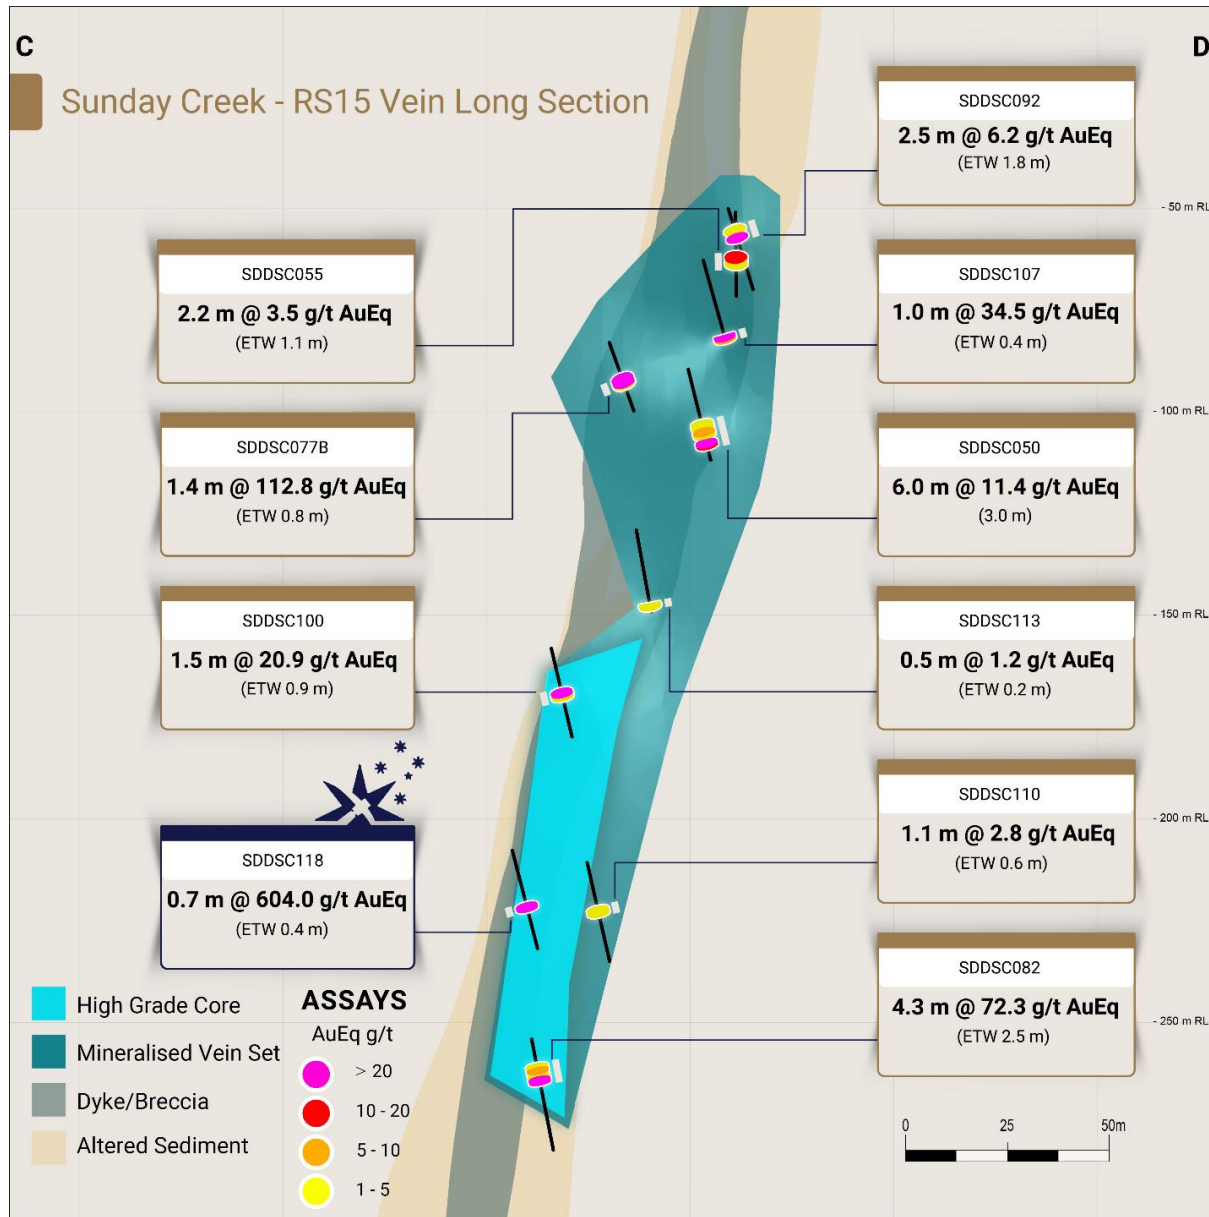 C
D
Sunday Creek - RS15 Vein Long Section
SDDSC092
2.5 m @ 6.2 g/t AuEq
(ETW 1.8 m)
- 50 m RL
SDDSC055
2.2 m @ 3.5 g/t AuEq
(ETW 1.1 m)
SDDSC107
1.0 m @ 34.5 g/t AuEq
(ETW 0.4 m)
- 100 m RL
SDDSC077B
1.4 m @ 112.8 g/t AuEq
(ETW 0.8 m)
SDDSC050
6.0 m @ 11.4 g/t AuEq
(3.0 m)
SDDSC100
1.5 m @ 20.9 g/t AuEq
(ETW 0.9 m)
- 150 m RL
SDDSC113
0.5 m @ 1.2 g/t AuEq
(ETW 0.2 m)
SDDSC110
1.1 m @ 2.8 g/t AuEq
(ETW 0.6 m)
- 200 m RL
SDDSC118
0.7 m @ 604.0 g/t AuEq
(ETW 0.4 m)
SDDSC082
4.3 m @ 72.3 g/t AuEq
(ETW 2.5 m)
- 250 m RL
High Grade Core
Mineralised Vein Set
Dyke/Breccia
Altered Sediment
ASSAYS
AuEq g/t
> 20
10 - 20
5 - 10
1 - 5
0 25 50m